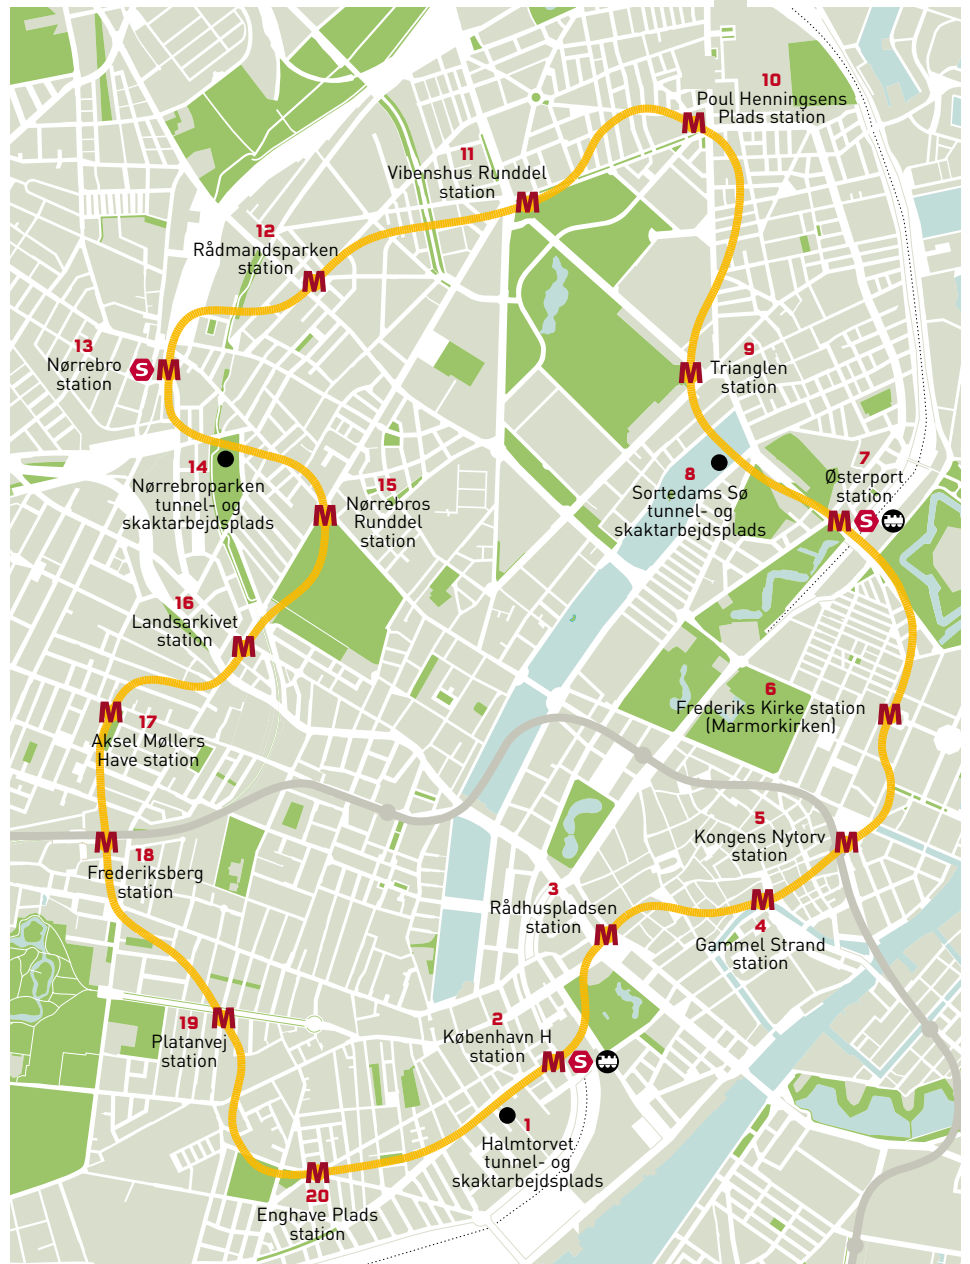 10
Poul Henningsens
Plads station
M
11
Vibenshus Runddel
station
M
12
Rådmandsparken
station
M
13
Nørrebro
station
S
M
9
Trianglen
station
M
14
Nørrebroparken
tunnel- og
skaktarbejdsplads
15
Nørrebros
Runddel
station
M
8
Sortedams Sø
tunnel- og
skaktarbejdsplads
7
Østerport
station
M
S
16
Landsarkivet
station
M
17
Aksel Møllers
Have station
M
6
Frederiks Kirke station
(Marmorkirken)
M
18
Frederiksberg
station
M
5
Kongens Nytorv
station
M
3
Rådhuspladsen
station
M
4
Gammel Strand
station
M
19
Platanvej
station
M
2
København H
station
M
S
1
Halmtorvet
tunnel- og
skaktarbejdsplads
M
20
Enghave Plads
station